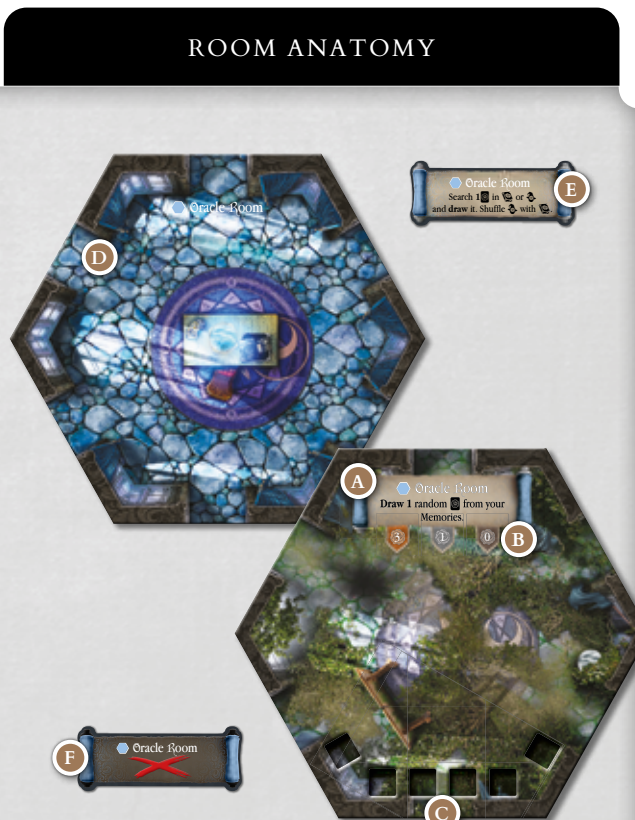 ROOM ANATOMY
Oracle Room
E
Search 1 in or
and draw it. Shuffle with .
Oracle Room
D
A
Oracle Room
Draw 1 random from your
Memories.
3 1 0
B
F
Oracle Room
C